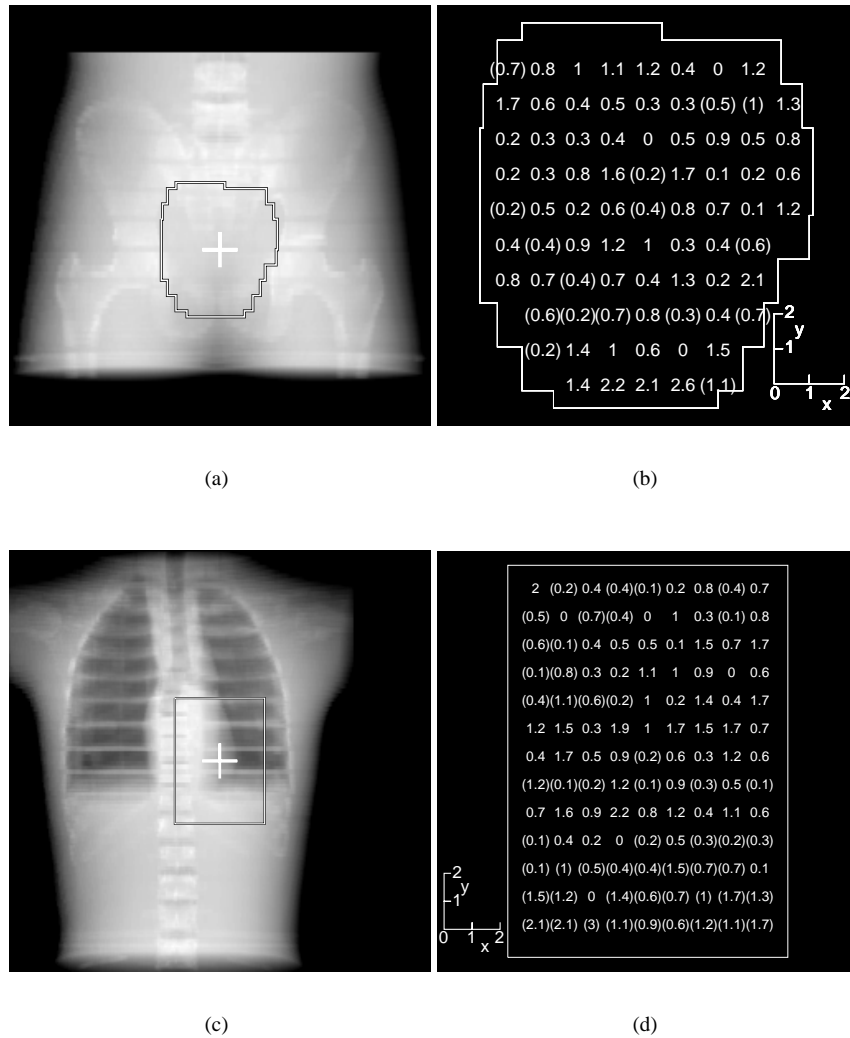 (0.7) 0.8 1 1.1 1.2 0.4 0 1.2
1.7 0.6 0.4 0.5 0.3 0.3 (0.5) (1) 1.3
0.2 0.3 0.3 0.4 0 0.5 0.9 0.5 0.8
0.2 0.3 0.8 1.6 (0.2) 1.7 0.1 0.2 0.6
(0.2) 0.5 0.2 0.6 (0.4) 0.8 0.7 0.1 1.2
0.4 (0.4) 0.9 1.2 1 0.3 0.4 (0.6)
0.8 0.7 (0.4) 0.7 0.4 1.3 0.2 2.1
(0.6)(0.2)(0.7) 0.8 (0.3) 0.4 (0.7)
(0.2) 1.4 1 0.6 0 1.5
1.4 2.2 2.1 2.6 (1.1)
2
y
1
0 1 2
x
(a) (b)
2 (0.2) 0.4 (0.4)(0.1) 0.2 0.8 (0.4) 0.7
(0.5) 0 (0.7)(0.4) 0 1 0.3 (0.1) 0.8
(0.6)(0.1) 0.4 0.5 0.5 0.1 1.5 0.7 1.7
(0.1)(0.8) 0.3 0.2 1.1 1 0.9 0 0.6
(0.4)(1.1)(0.6)(0.2) 1 0.2 1.4 0.4 1.7
1.2 1.5 0.3 1.9 1 1.7 1.5 1.7 0.7
0.4 1.7 0.5 0.9 (0.2) 0.6 0.3 1.2 0.6
(1.2)(0.1)(0.2) 1.2 (0.1) 0.9 (0.3) 0.5 (0.1)
0.7 1.6 0.9 2.2 0.8 1.2 0.4 1.1 0.6
(0.1) 0.4 0.2 0 (0.2) 0.5 (0.3)(0.2)(0.3)
(0.1) (1) (0.5)(0.4)(0.4)(1.5)(0.7)(0.7) 0.1
(1.5)(1.2) 0 (1.4)(0.6)(0.7) (1) (1.7)(1.3)
(2.1)(2.1) (3) (1.1)(0.9)(0.6)(1.2)(1.1)(1.7)
2
y
1
0 1 2
x
(c) (d)